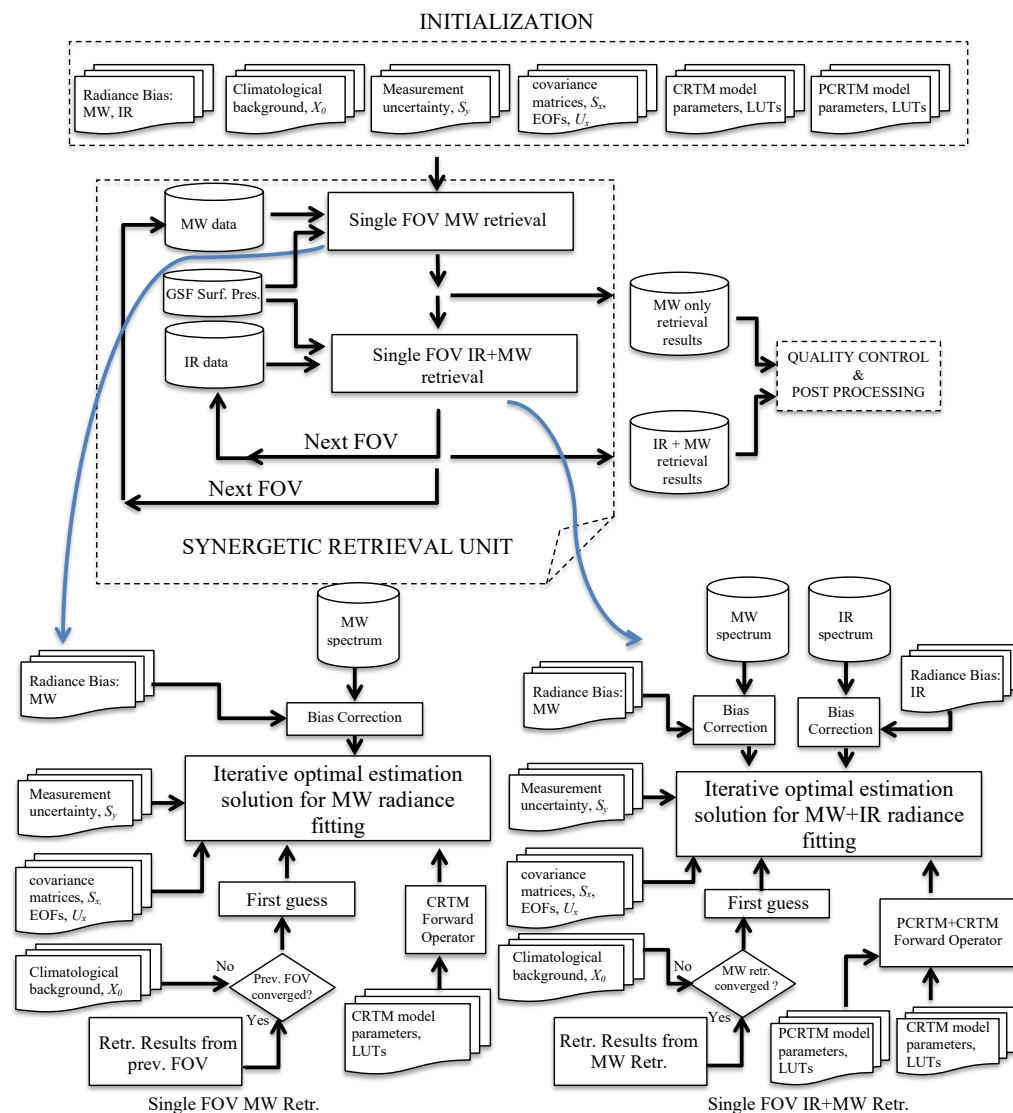 INITIALIZATION
Radiance Bias:
MW, IR
Climatological
background, X0
Measurement
uncertainty, Sy
covariance
matrices, Sx,
EOFs, Ux
CRTM model
parameters, LUTs
PCRTM model
parameters, LUTs
MW data
Single FOV MW retrieval
GSF Surf. Pres.
IR data
Single FOV IR+MW
retrieval
MW only
retrieval
results
QUALITY CONTROL
&
POST PROCESSING
IR + MW
retrieval
results
Next FOV
Next FOV
SYNERGETIC RETRIEVAL UNIT
MW
spectrum
Radiance Bias:
MW
Bias Correction
Iterative optimal estimation
solution for MW radiance
fitting
Measurement
uncertainty, Sy
covariance
matrices, Sx,
EOFs, Ux
First guess
CRTM
Forward
Operator
Climatological
background, X0
No
Prev. FOV
converged?
Yes
Retr. Results from
prev. FOV
CRTM model
parameters,
LUTs
Single FOV MW Retr.
MW
spectrum
IR
spectrum
Radiance Bias:
MW
Radiance Bias:
IR
Bias
Correction
Bias
Correction
Iterative optimal estimation
solution for MW+IR radiance
fitting
Measurement
uncertainty, Sy
covariance
matrices, Sx,
EOFs, Ux
First guess
PCRTM+CRTM
Forward Operator
Climatological
background, X0
No
MW retr.
converged ?
Yes
Retr. Results from
MW Retr.
PCRTM model
parameters,
LUTs
CRTM model
parameters,
LUTs
Single FOV IR+MW Retr.